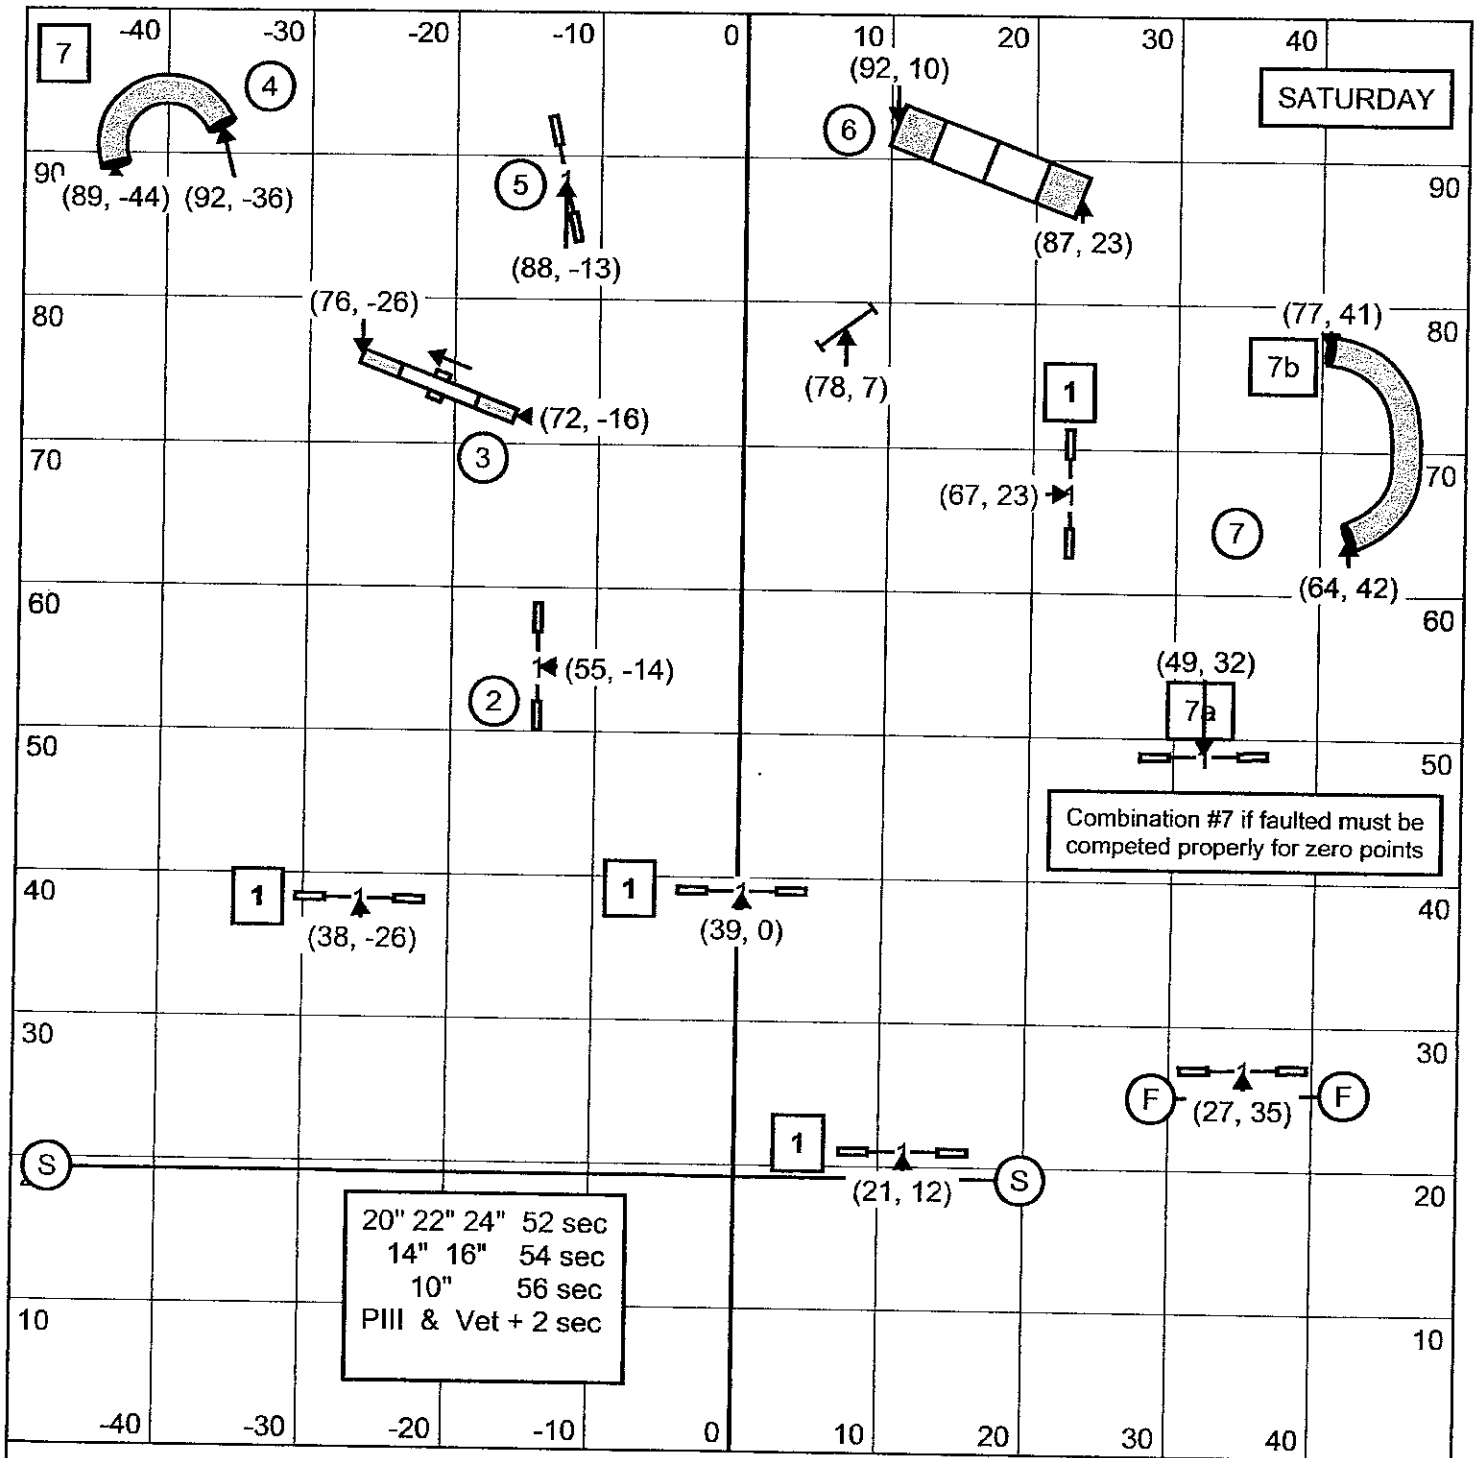 -40 -30 -20 -10 0 10 20 30 40
7
4
(92, 10)
SATURDAY
6
90
(89, -44) (92, -36)
5
90
(87, 23)
(88, -13)
(76, -26)
80
(77, 41)
80
7b
(78, 7)
1
(72, -16)
3
70
70
(67, 23)
7
(64, 42)
60
60
(55, -14)
(49, 32)
2
7a
50
50
Combination #7 if faulted must be
competed properly for zero points
40
1
1
40
(38, -26)
(39, 0)
30
30
F
(27, 35)
F
1
S
(21, 12)
S
20
20" 22" 24" 52 sec
14" 16" 54 sec
10" 56 sec
PIII & Vet + 2 sec
10
10
-40 -30 -20 -10 0 10 20 30 40